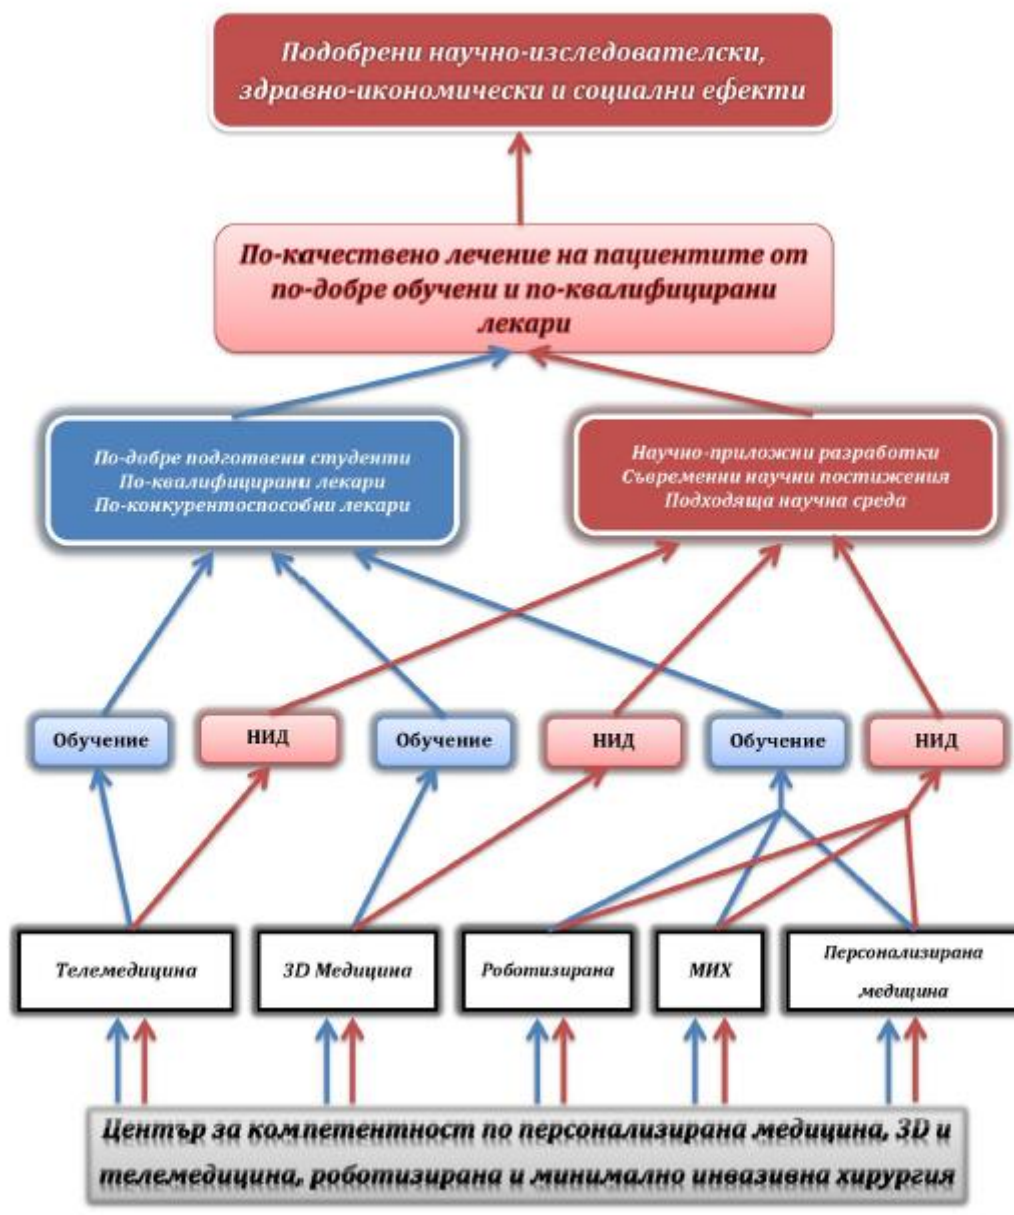 Подобрени научно-изследователски,
здравно-икономически и социални ефекти
По-качествено лечение на пациентите от
по-добре обучени и по-квалифицирани
лекари
По-добре подготвени студенти
По-квалифицирани лекари
По-конкурентоспособни лекари
Научно-приложни разработки
Съвременни научни постижения
Подходяща научна среда
Обучение
НИД
Обучение
НИД
Обучение
НИД
Телемедицина
3D Медицина
Роботизирана
МИХ
Персонализирана
медицина
Център за компетентност по персонализирана медицина, 3D и
телемедицина, роботизирана и минимално инвазивна хирургия